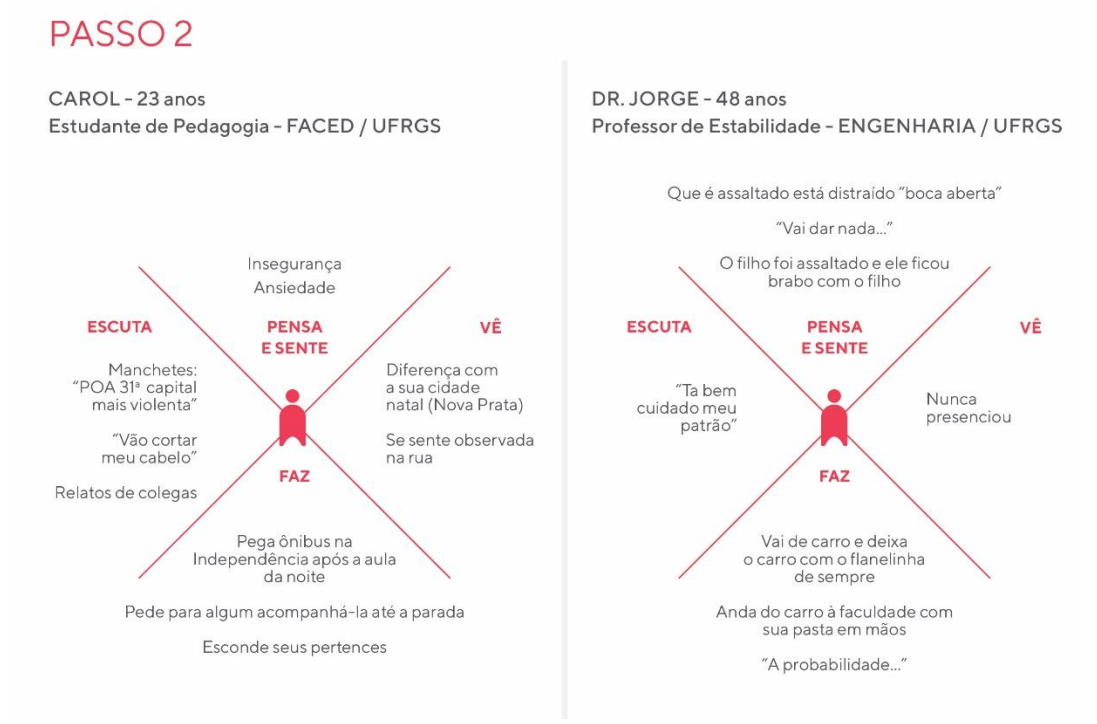 PASSO 2
CAROL - 23 anos
Estudante de Pedagogia - FACED / UFRGS
Insegurança
Ansiedade
ESCUTA
PENSA
E SENTE
VÊ
Manchetes:
“POA 31ª capital
mais violenta”
“Vão cortar
meu cabelo”
Relatos de colegas
Diferença com
a sua cidade
natal (Nova Prata)
Se sente observada
na rua
FAZ
Pega ônibus na
Independência após a aula
da noite
Pede para algum acompanhá-la até a parada
Esconde seus pertences
DR. JORGE - 48 anos
Professor de Estabilidade - ENGENHARIA / UFRGS
Que é assaltado está distraído “boca aberta”
“Vai dar nada...”
O filho foi assaltado e ele ficou
brabo com o filho
ESCUTA
PENSA
E SENTE
VÊ
“Ta bem
cuidado meu
patrão”
Nunca
presenciou
FAZ
Vai de carro e deixa
o carro com o flanelinha
de sempre
Anda do carro à faculdade com
sua pasta em mãos
“A probabilidade...”